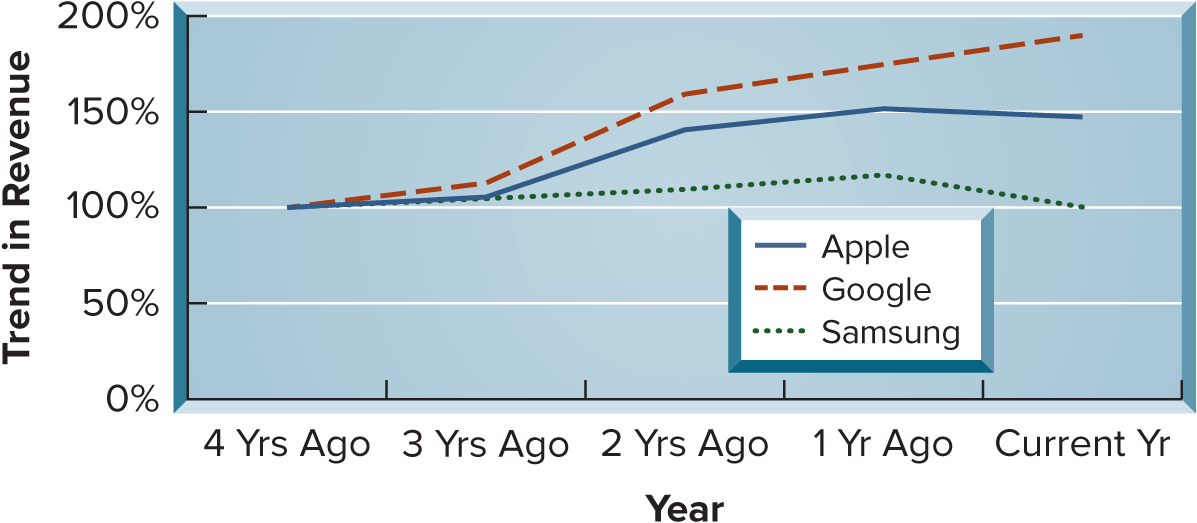 200%
150%
100%
50%
0%
Trend in Revenue
Apple
Google
Samsung
4 Yrs Ago 3 Yrs Ago 2 Yrs Ago 1 Yr Ago Current Yr
Year